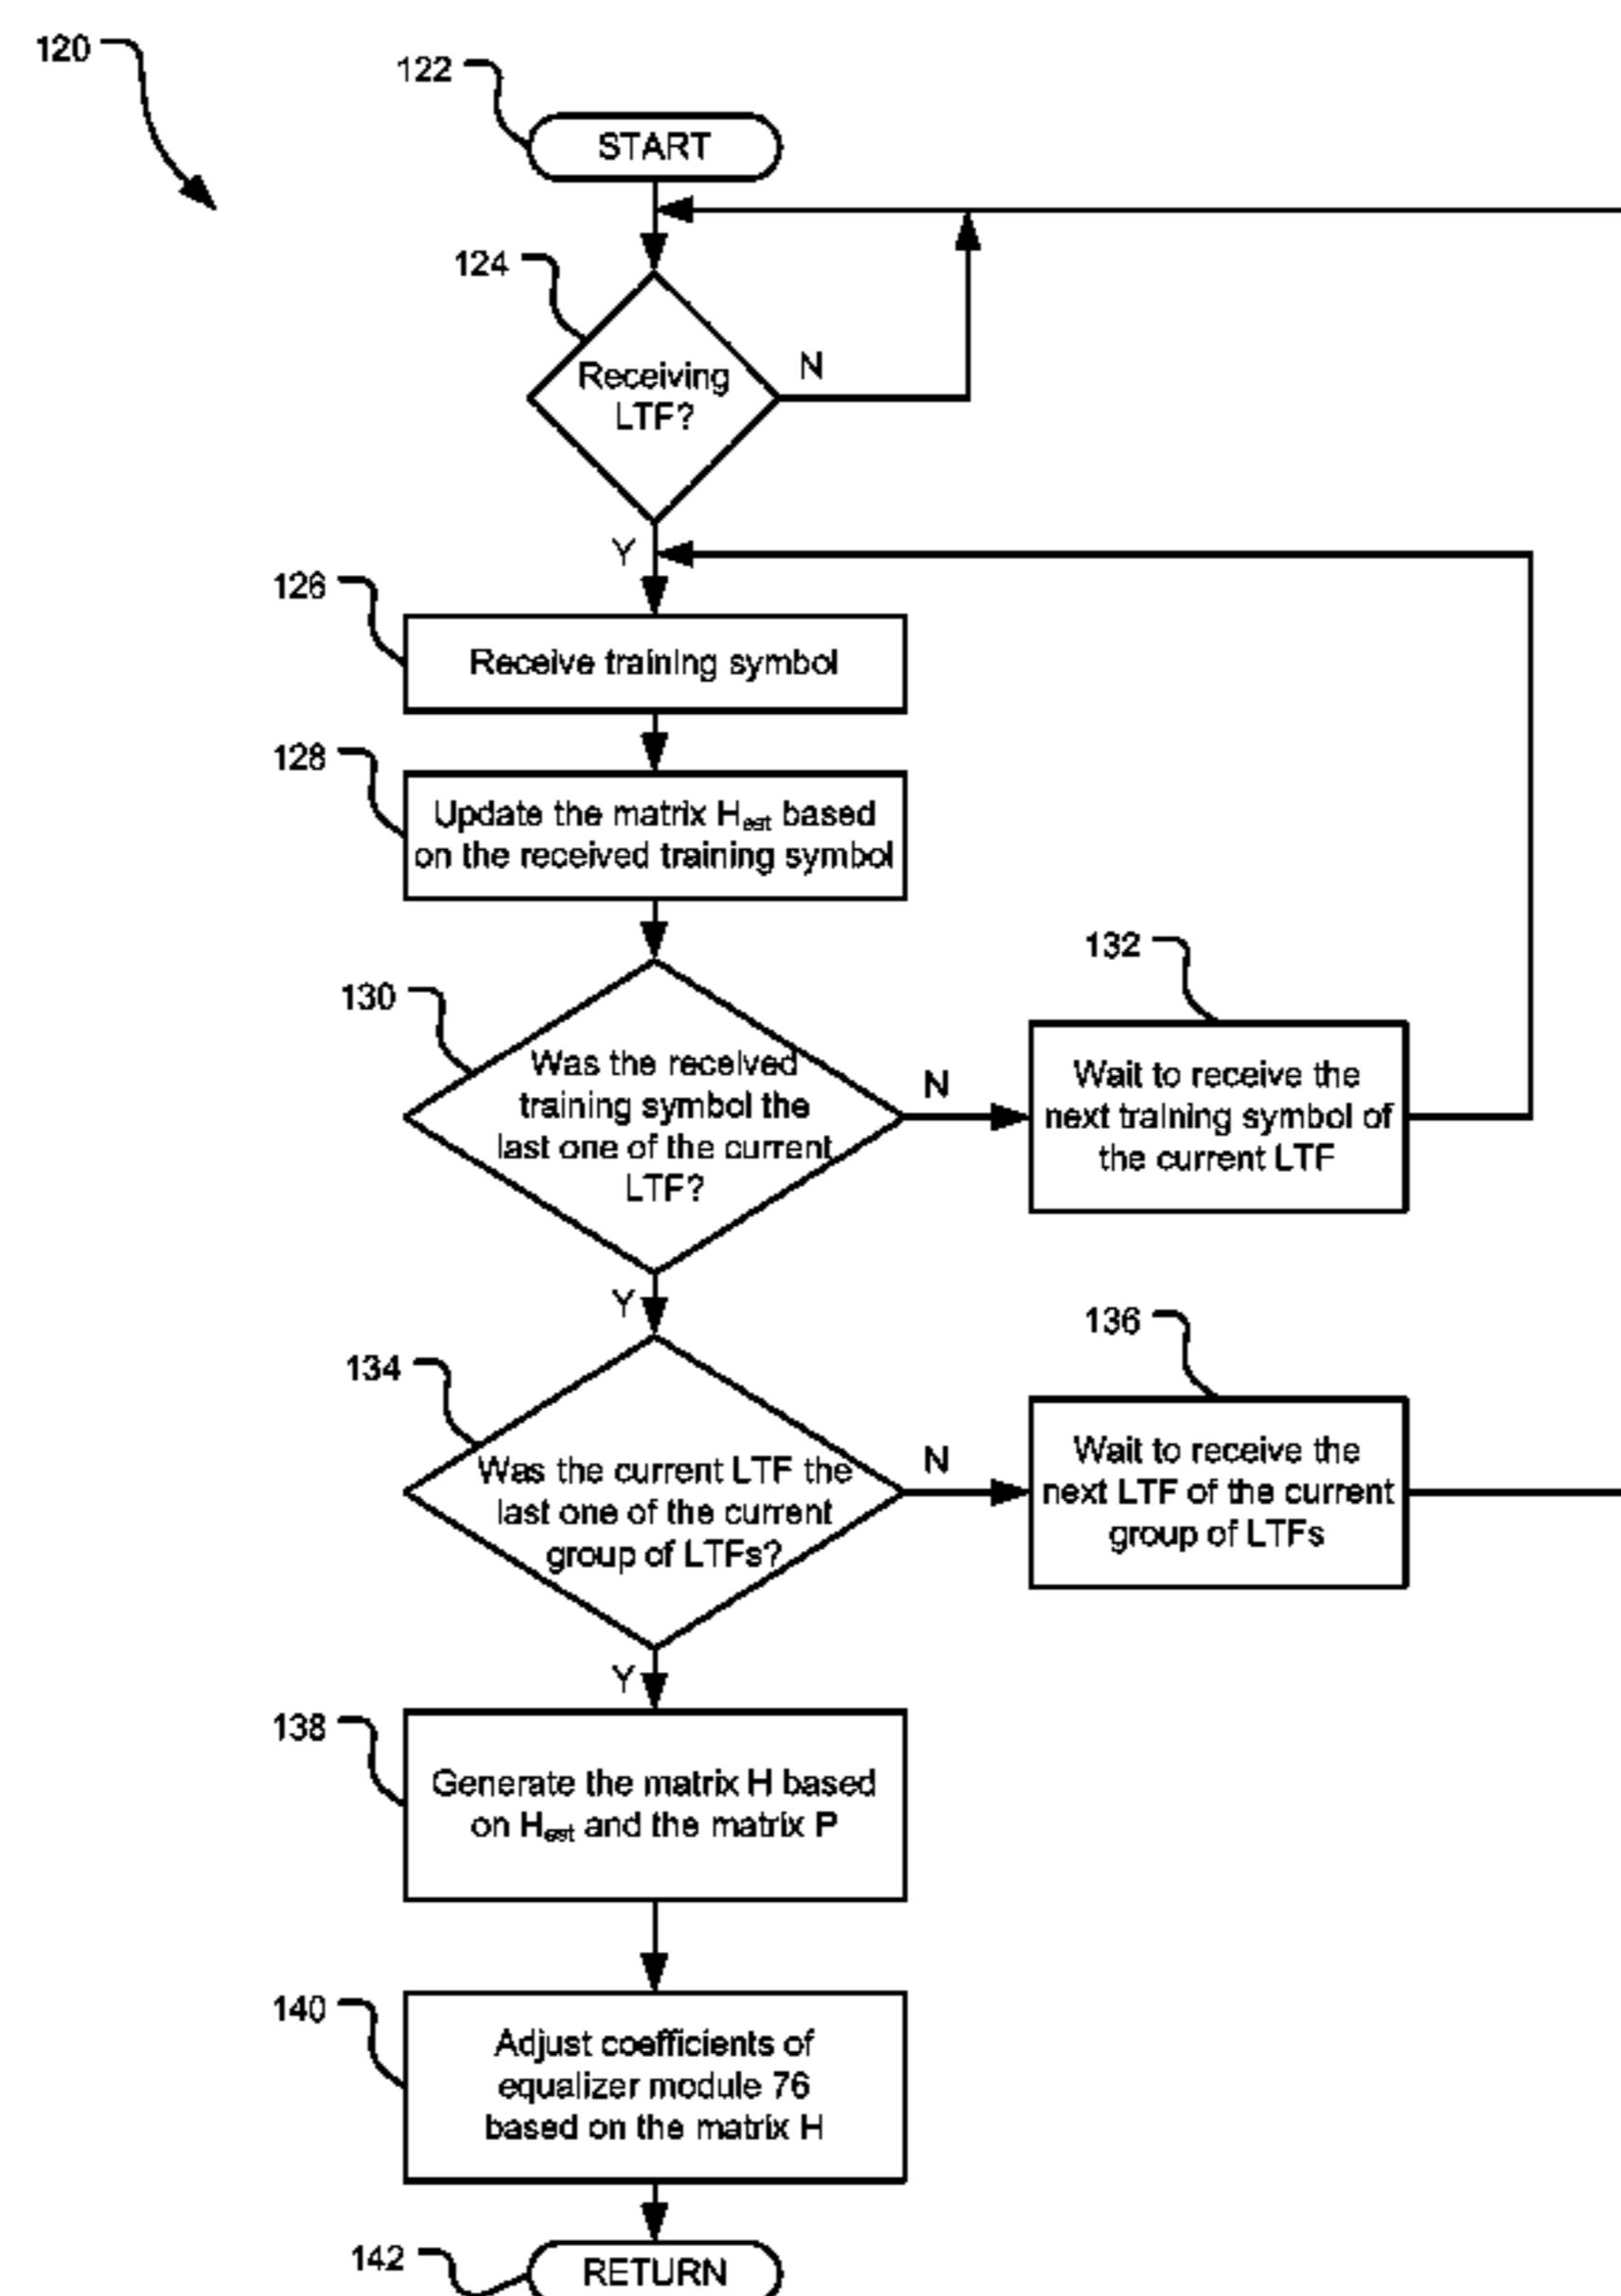 120
122
START
124
Receiving
LTF?
N
Y
126
Receive training symbol
128
Update the matrix Hest based
on the received training symbol
130
Was the received
training symbol the
last one of the current
LTF?
N
132
Wait to receive the
next training symbol of
the current LTF
Y
134
Was the current LTF the
last one of the current
group of LTFs?
N
136
Wait to receive the
next LTF of the current
group of LTFs
Y
138
Generate the matrix H based
on Hest and the matrix P
140
Adjust coefficients of
equalizer module 76
based on the matrix H
142
RETURN